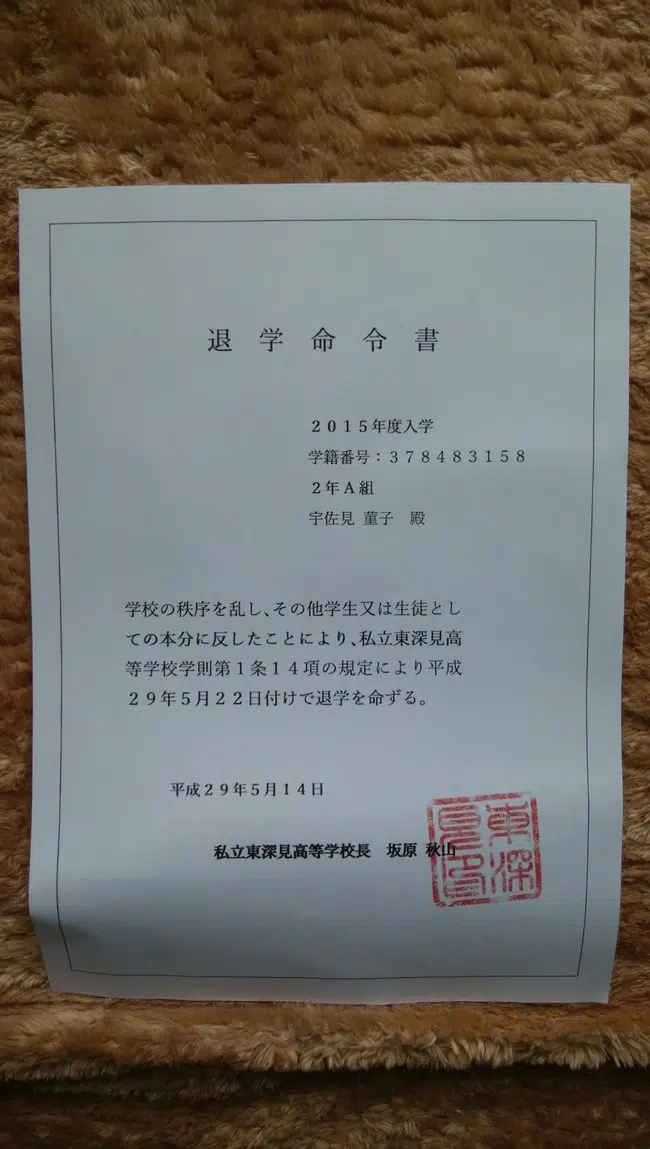 退学命令書
２０１５年度入学
学籍番号：３７８４８３１５８
２年Ａ組
宇佐見 菫子　殿
学校の秩序を乱し、その他学生又は生徒とし
ての本分に反したことにより、私立東深見高
等学校学則第１条１４項の規定により平成
２９年５月２２日付けで退学を命ずる。
平成２９年５月１４日
私立東深見高等学校長　坂原 秋山
東深
見印